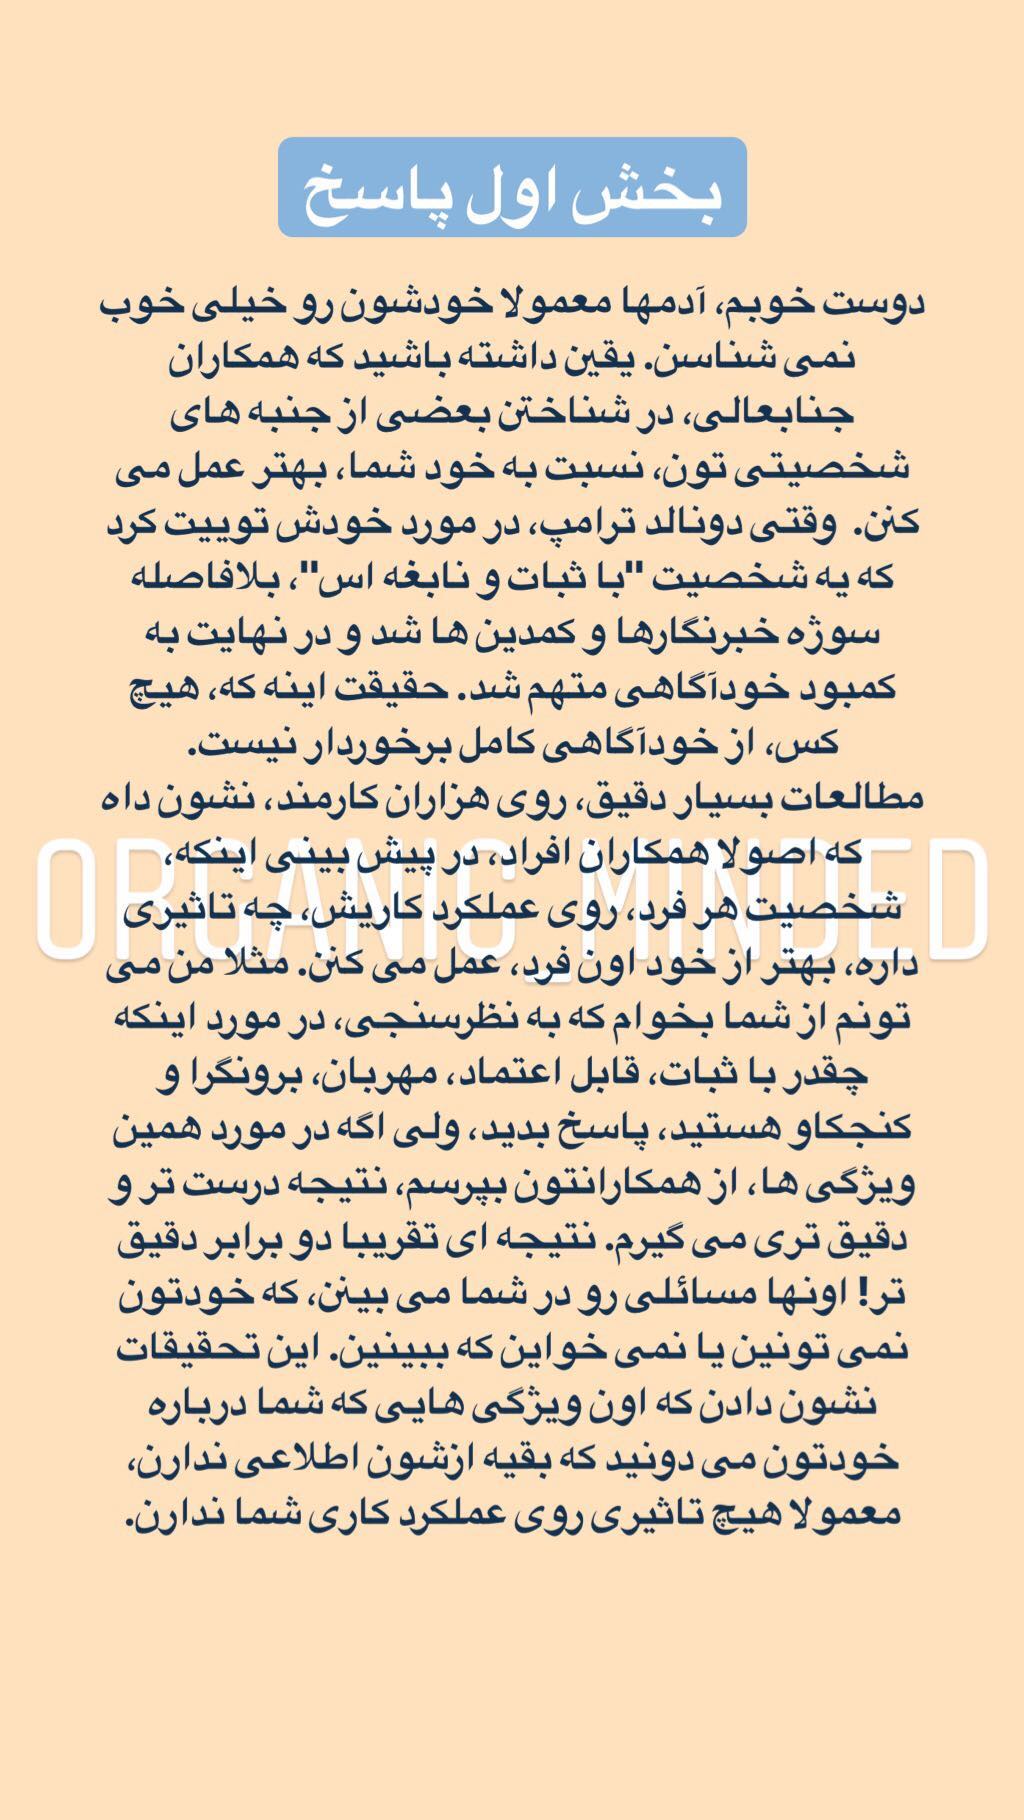 بخش اول پاسخ
دوست خوبم، آدمها معمولا خودشون رو خیلی خوب
نمی شناسن. یقین داشته باشید که همکاران
جنابعالی، در شناختن بعضی از جنبه های
شخصیتی تون، نسبت به خود شما، بهتر عمل می
کنن. وقتی دونالد ترامپ، در مورد خودش توییت کرد
که یه شخصیت "با ثبات و نابغه اس"، بلافاصله
سوژه خبرنگارها و کمدین ها شد و در نهایت به
کمبود خودآگاهی متهم شد. حقیقت اینه که، هیچ
کس، از خودآگاهی کامل برخوردار نیست.
مطالعات بسیار دقیق، روی هزاران کارمند، نشون داه
که اصولا همکاران افراد، در پیش بینی اینکه،
شخصیت هر فرد، روی عملکرد کاریش، چه تاثیری
داره، بهتر از خود اون فرد، عمل می کنن. مثلا من می
تونم از شما بخوام که به نظرسنجی، در مورد اینکه
چقدر با ثبات، قابل اعتماد، مهربان، برونگرا و
کنجکاو هستید، پاسخ بدید، ولی اگه در مورد همین
ویژگی ها، از همکارانتون بپرسم، نتیجه درست تر و
دقیق تری می گیرم. نتیجه ای تقریبا دو برابر دقیق
تر! اونها مسائلی رو در شما می بینن، که خودتون
نمی تونین یا نمی خواین که ببینین. این تحقیقات
نشون دادن که اون ویژگی هایی که شما درباره
خودتون می دونید که بقیه ازشون اطلاعی ندارن،
معمولا هیچ تاثیری روی عملکرد کاری شما ندارن.
ORGANIC_MINDED